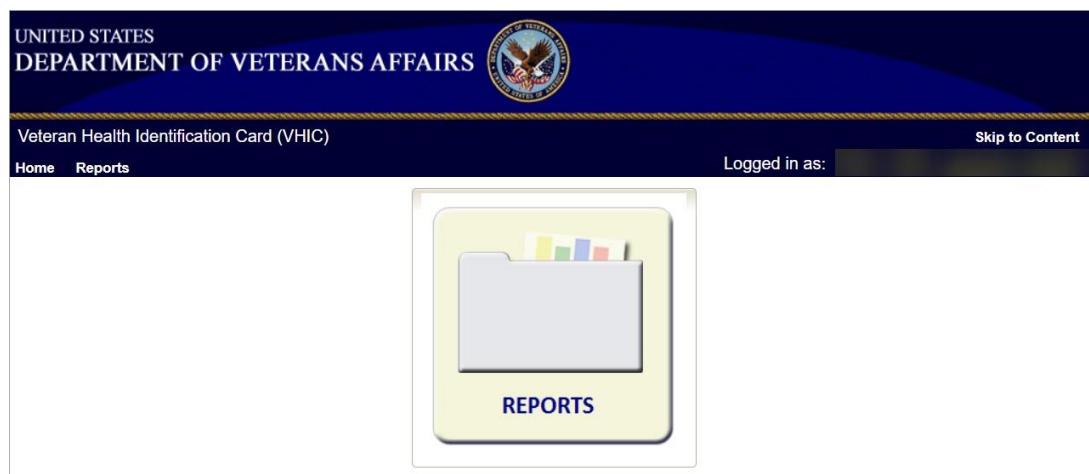 UNITED STATES
DEPARTMENT OF VETERANS AFFAIRS
Veteran Health Identification Card (VHIC)
Skip to Content
Home Reports
Logged in as:
REPORTS